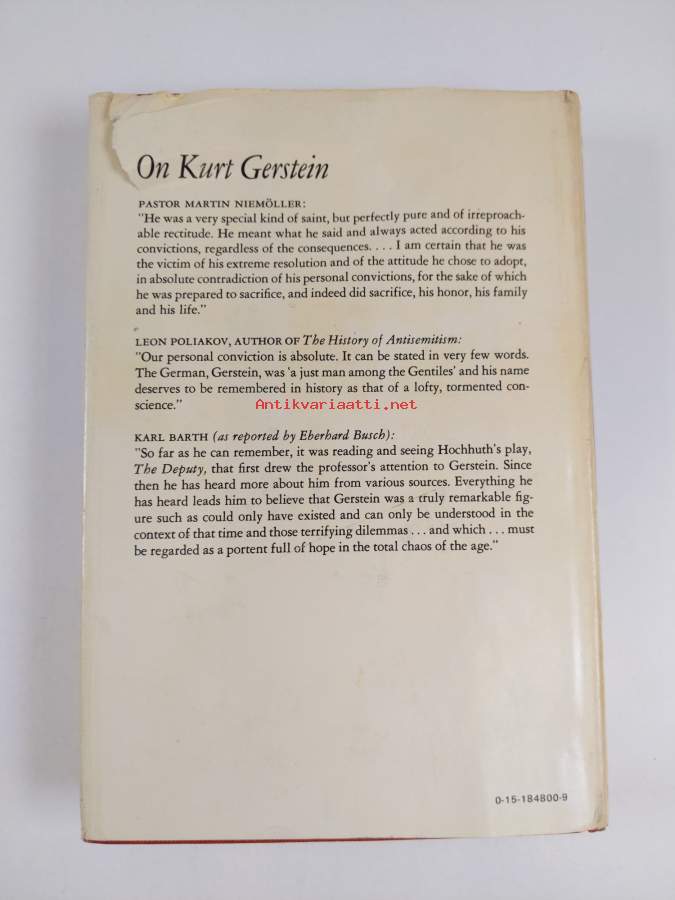 On Kurt Gerstein
PASTOR MARTIN NIEMÖLLER:
"He was a very special kind of saint, but perfectly pure and of irreproach-
able rectitude. He meant what he said and always acted according to his
convictions, regardless of the consequences. . . . I am certain that he was
the victim of his extreme resolution and of the attitude he chose to adopt,
in absolute contradiction of his personal convictions, for the sake of which
he was prepared to sacrifice, and indeed did sacrifice, his honor, his family
and his life."
LEON POLIAKOV, AUTHOR OF The History of Antisemitism:
"Our personal conviction is absolute. It can be stated in very few words.
The German, Gerstein, was 'a just man among the Gentiles' and his name
deserves to be remembered in history as that of a lofty, tormented con-
science."
Antikvariaatti.net
KARL BARTH (as reported by Eberhard Busch):
"So far as he can remember, it was reading and seeing Hochhuth's play,
The Deputy, that first drew the professor's attention to Gerstein. Since
then he has heard more about him from various sources. Everything he
has heard leads him to believe that Gerstein was a truly remarkable fig-
ure such as could only have existed and can only be understood in the
context of that time and those terrifying dilemmas . . . and which . . . must
be regarded as a portent full of hope in the total chaos of the age."
0-15-184800-9